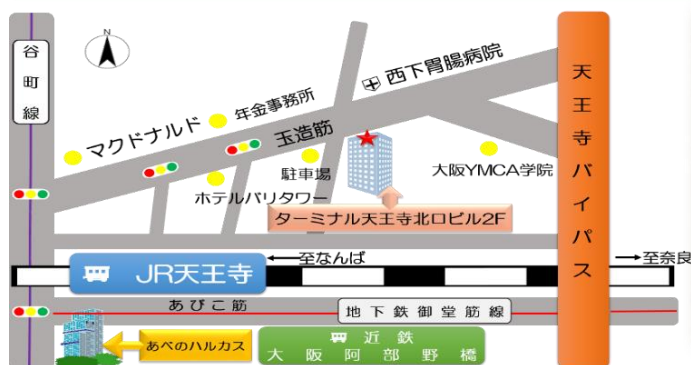 N
谷町線
天王寺バイパス
西下胃腸病院
年金事務所
マクドナルド
玉造筋
駐車場
大阪YMCA学院
ホテルバリタワー
ターミナル天王寺北口ビル2F
至なんば
至奈良
JR天王寺
あびこ筋
地下鉄御堂筋線
あべのハルカス
近鉄
大阪阿部野橋